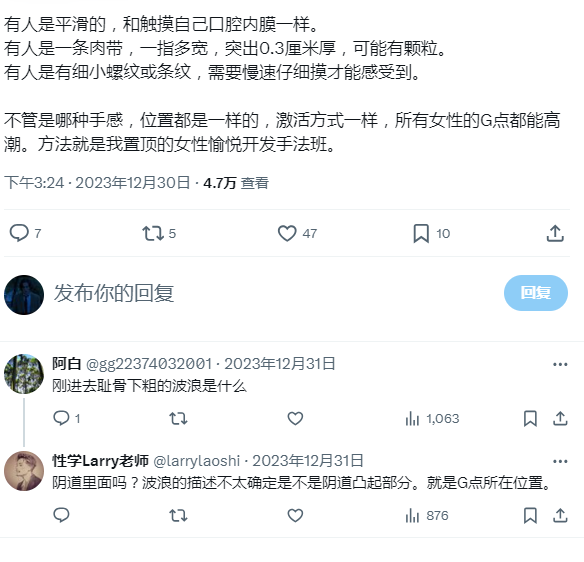 有人是平滑的，和触摸自己口腔内膜一样。
有人是一条肉带，一指多宽，突出0.3厘米厚，可能有颗粒。
有人是有细小螺纹或条纹，需要慢速仔细摸才能感受到。
不管是哪种手感，位置都是一样的，激活方式一样，所有女性的G点都能高
潮。方法就是我置顶的女性愉悦开发手法班。
下午3:24 · 2023年12月30日 · 4.7万 查看
7 5 47 10
发布你的回复 回复
阿白 @gg22374032001 · 2023年12月31日
刚进去耻骨下粗的波浪是什么
1 1,063
性学Larry老师 @larrylaoshi · 2023年12月31日
阴道里面吗？波浪的描述不太确定是不是阴道凸起部分。就是G点所在位置。
876